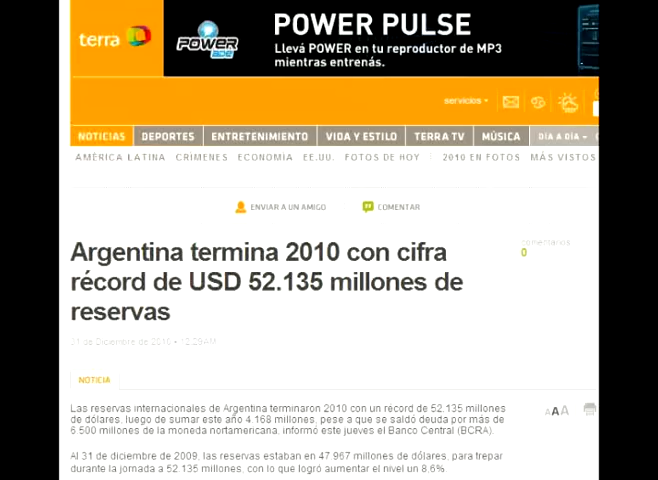 terra
POWER
ADE
POWER PULSE
Llevá POWER en tu reproductor de MP3
mientras entrenás.
servicios
NOTICIAS DEPORTES ENTRETENIMIENTO VIDA Y ESTILO TERRA TV MÚSICA DIA A DIA
AMÉRICA LATINA CRÍMENES ECONOMÍA EE.UU. FOTOS DE HOY 2010 EN FOTOS MÁS VISTOS
ENVIAR A UN AMIGO COMENTAR
Argentina termina 2010 con cifra
récord de USD 52.135 millones de
reservas
comentarios
0
31 de Diciembre de 2010 • 12:29AM
NOTICIA
Las reservas internacionales de Argentina terminaron 2010 con un récord de 52.135 millones
de dólares, luego de sumar este año 4.168 millones, pese a que se saldó deuda por más de
6.500 millones de la moneda nortamericana, informó este jueves el Banco Central (BCRA).
AAA
Al 31 de diciembre de 2009, las reservas estaban en 47.967 millones de dólares, para trepar
durante la jornada a 52.135 millones, con lo que logró aumentar el nivel un 8,6%.